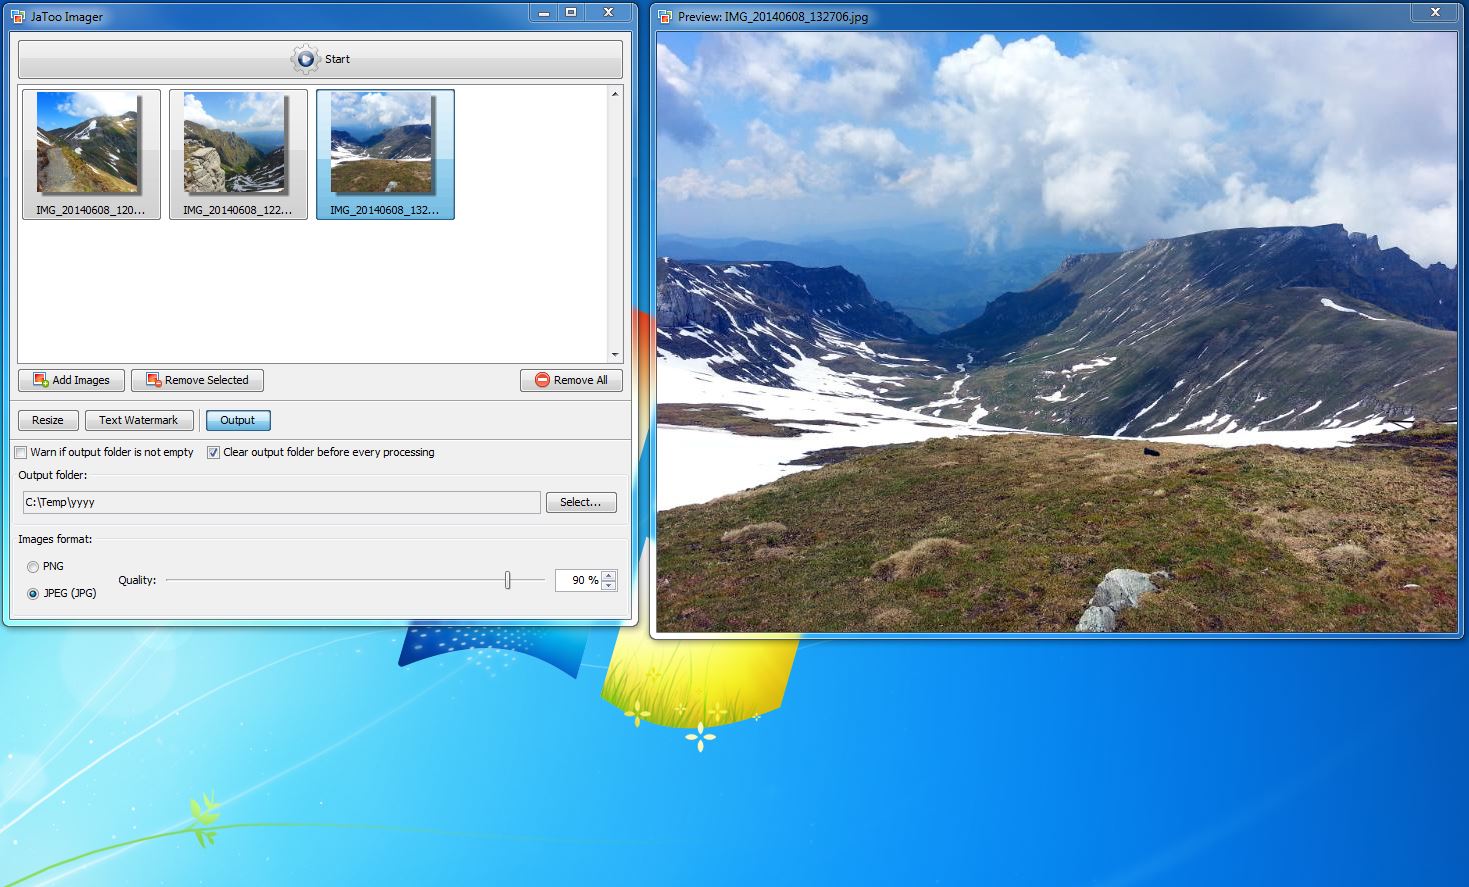 JaToo Imager
Start
IMG_20140608_120...
IMG_20140608_122...
IMG_20140608_132...
Add Images
Remove Selected
Remove All
Resize
Text Watermark
Output
Warn if output folder is not empty
Clear output folder before every processing
Output folder:
C:\Temp\yyyy
Select...
Images format:
PNG
JPEG (JPG)
Quality:
90 %
Preview: IMG_20140608_132706.jpg